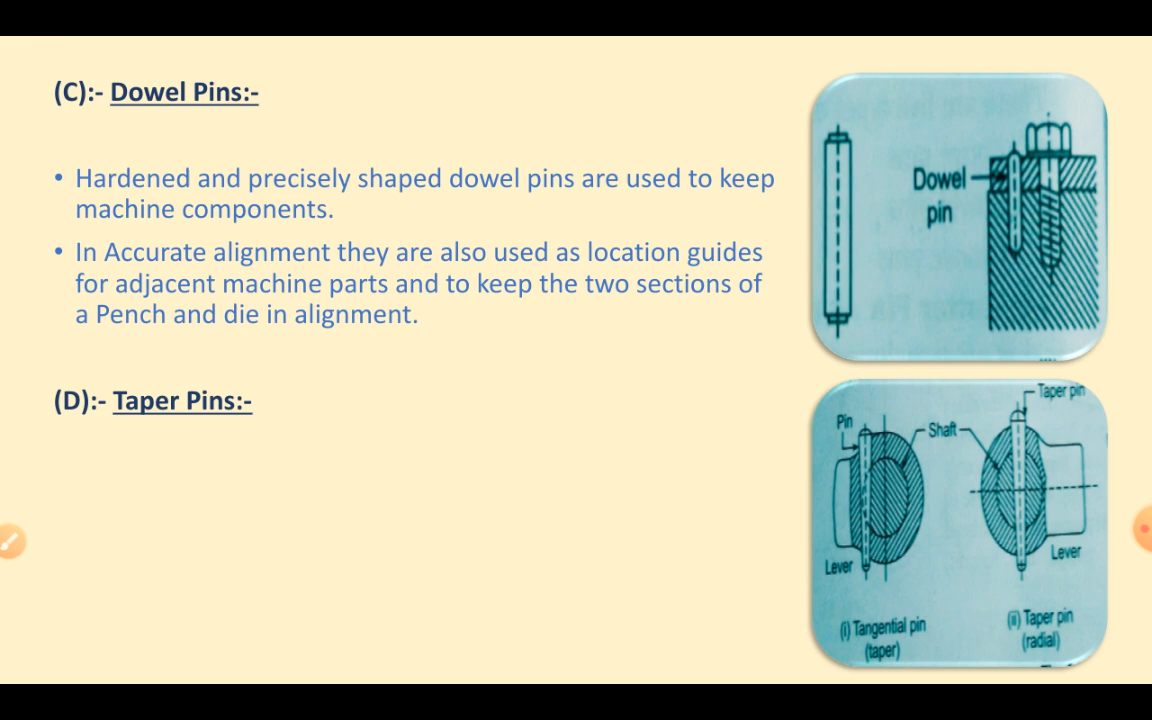 (C):- Dowel Pins:-
• Hardened and precisely shaped dowel pins are used to keep
machine components.
• In Accurate alignment they are also used as location guides
for adjacent machine parts and to keep the two sections of
a Pench and die in alignment.
(D):- Taper Pins:-
Dowel
pin
Taper pin
Pin
Shaft
Lever
Lever
(i) Tangential pin
(taper)
(ii) Taper pin
(radial)